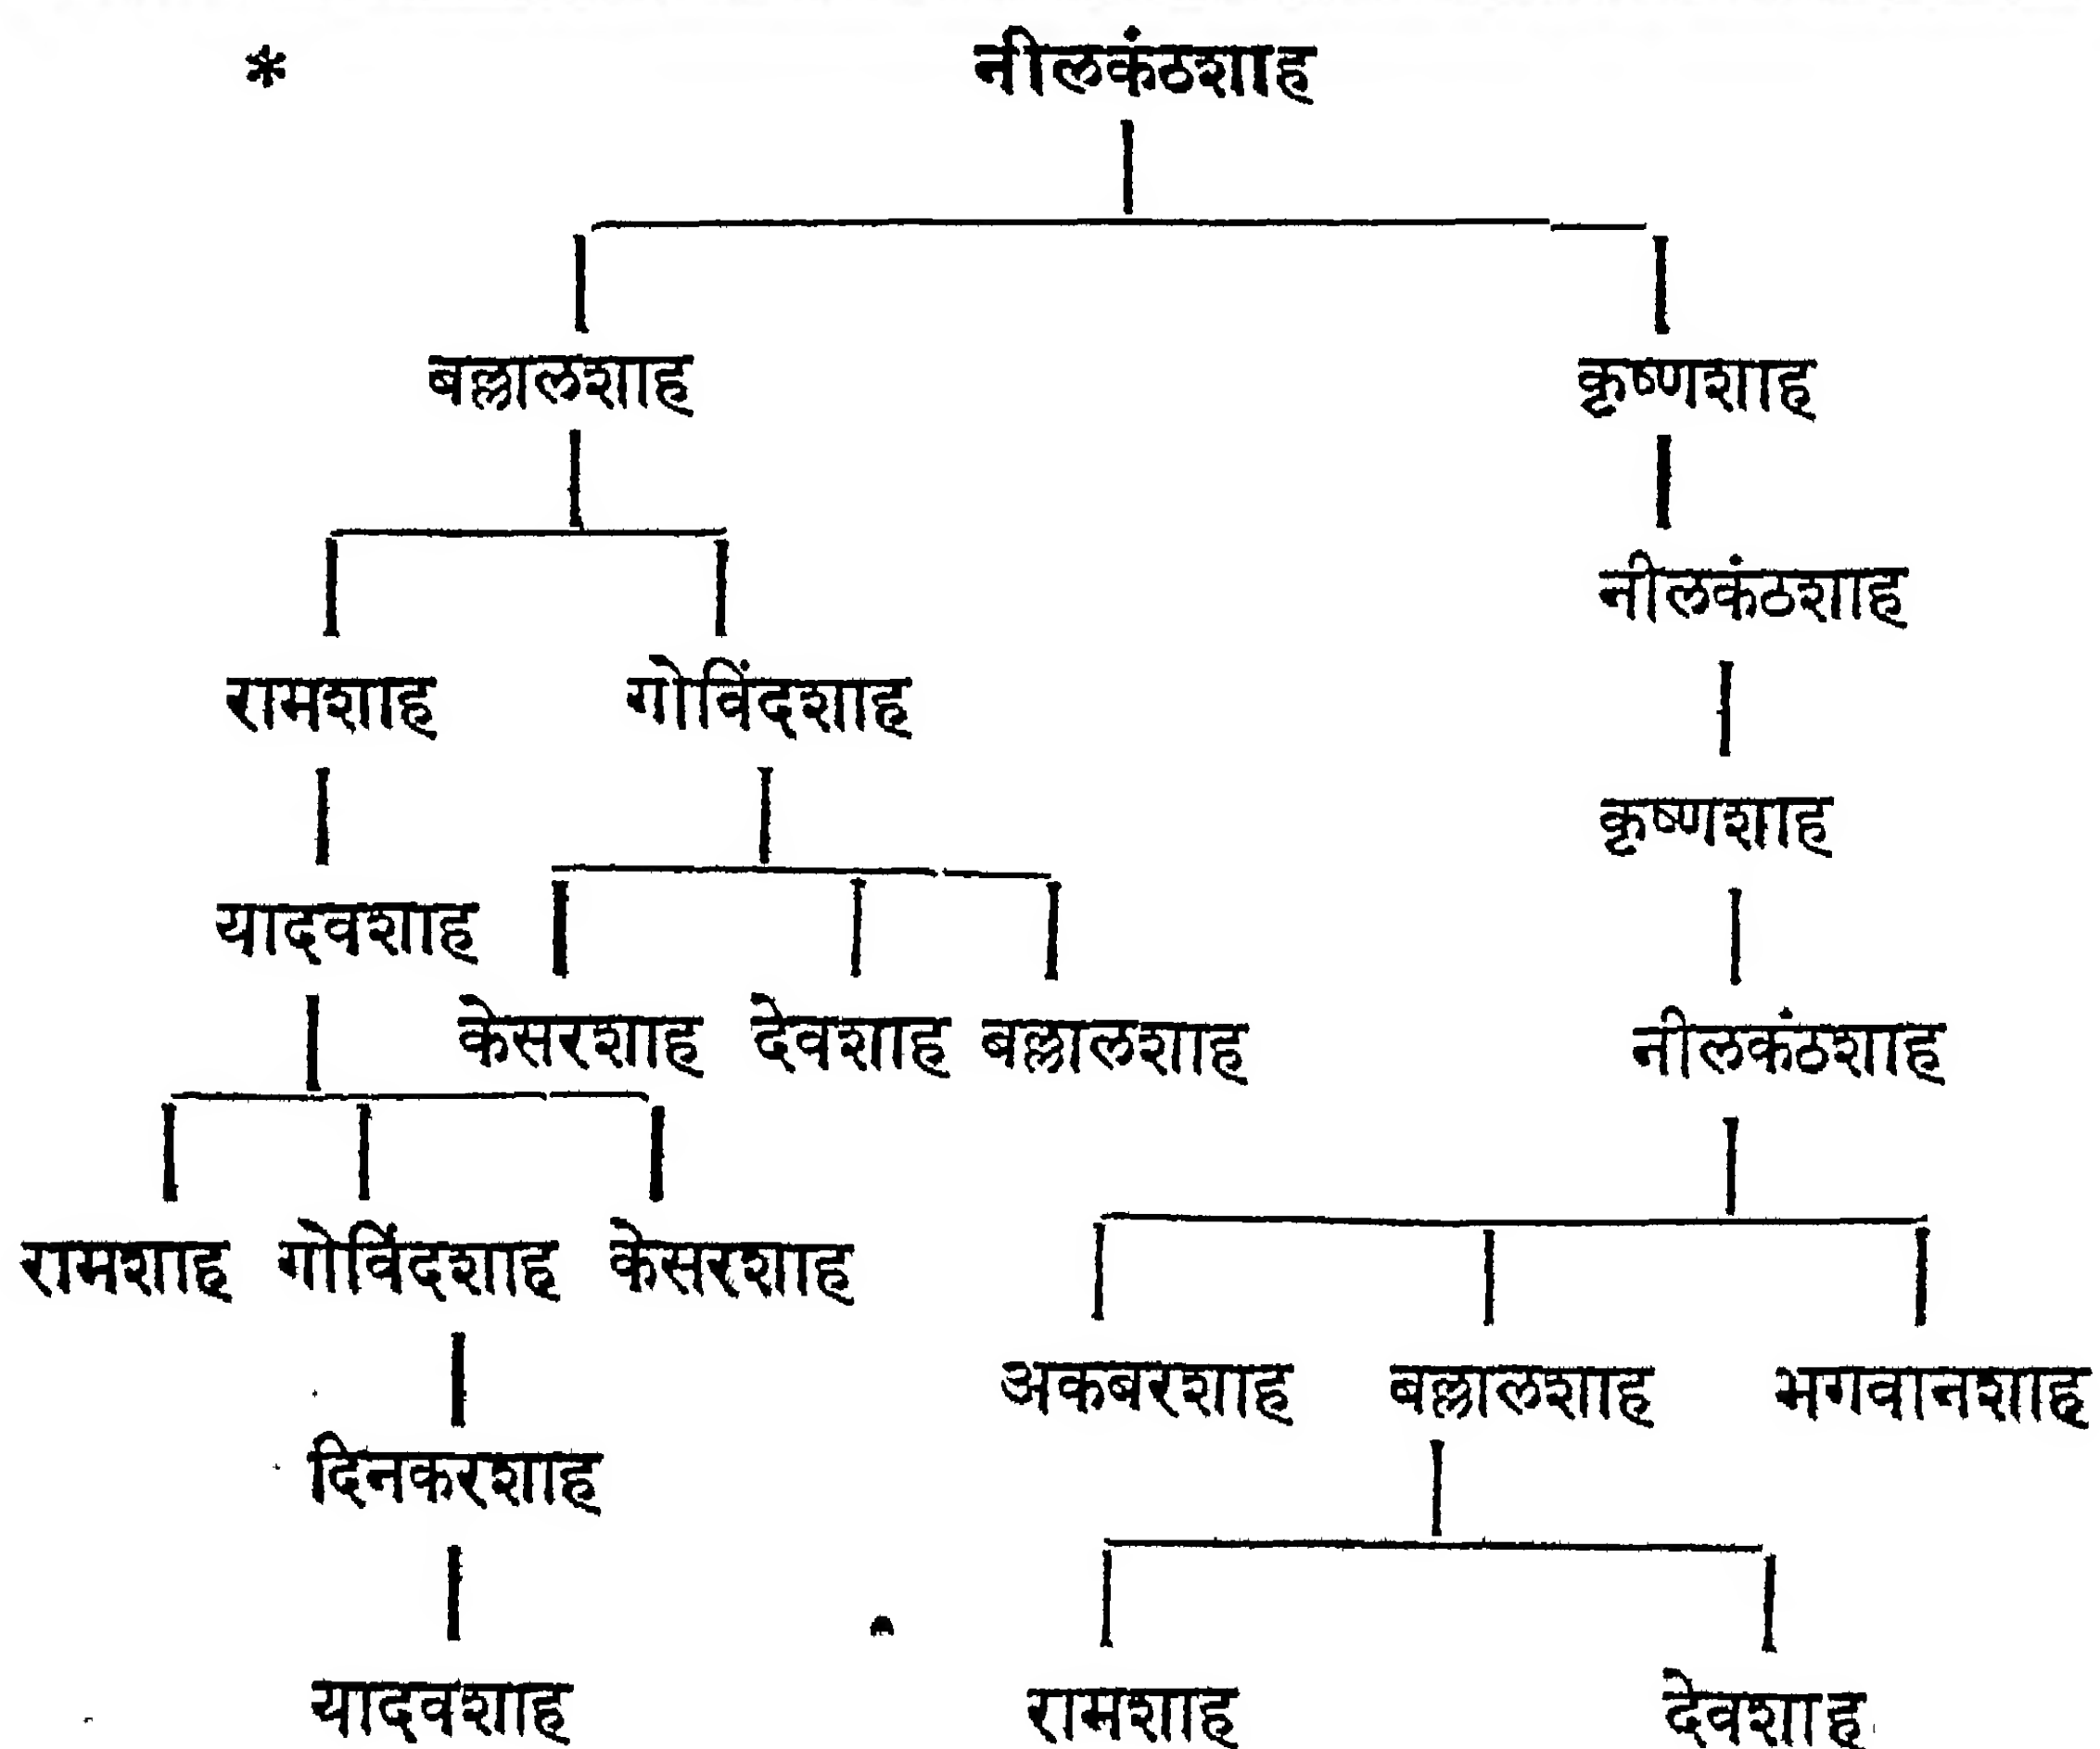 * नीलकंठशाह
बल्लालशाह कृष्णशाह
नीलकंठशाह
रामशाह गोविंदशाह
कृष्णशाह
यादवशाह
केसरशाह देवशाह बल्लालशाह नीलकंठशाह
रामशाह गोविंदशाह केसरशाह
अकबरशाह बल्लालशाह भगवानशाह
दिनकरशाह
यादवशाह रामशाह देवशाह